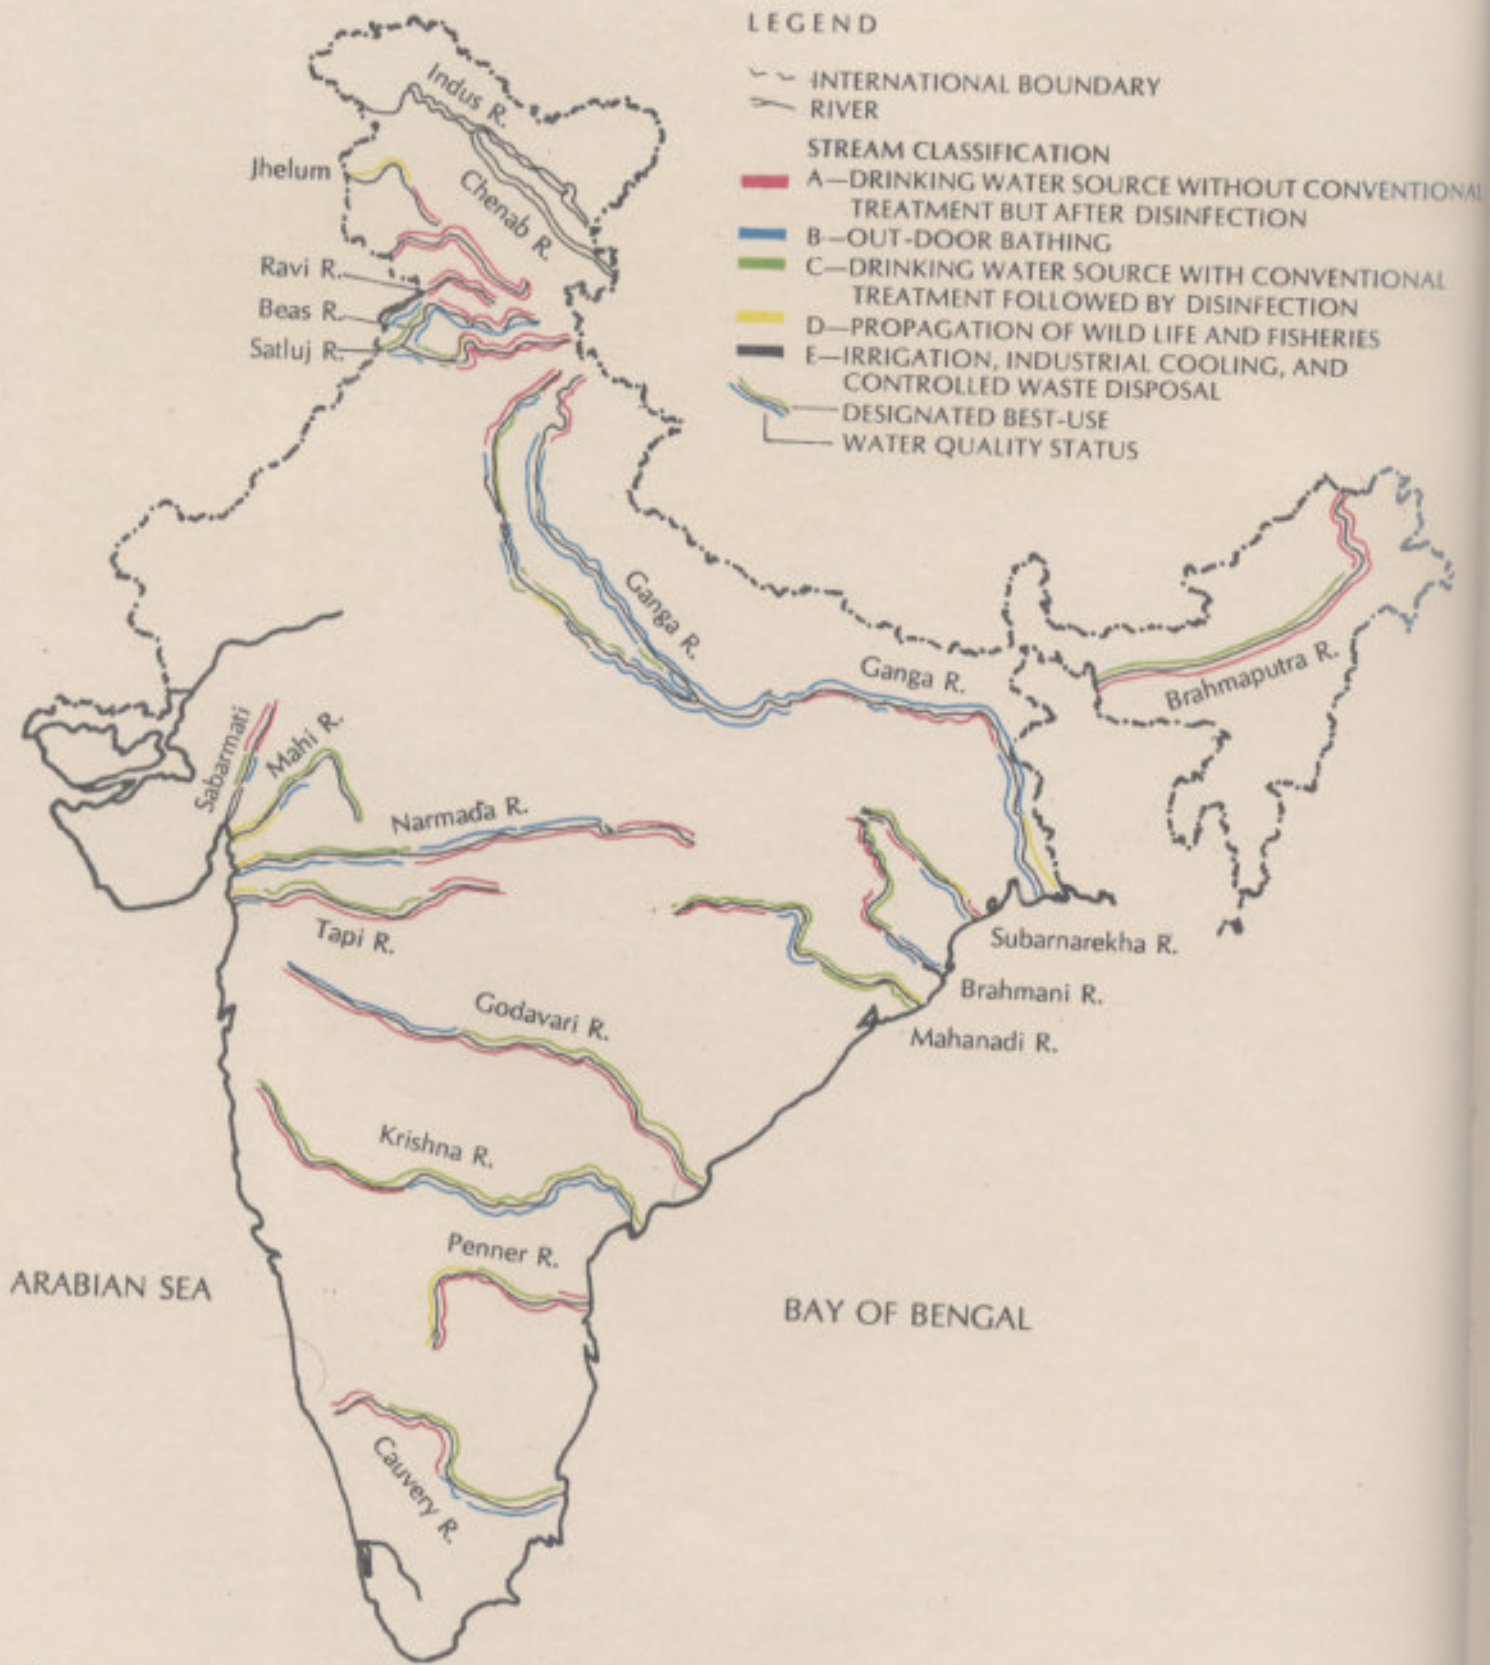 LEGEND
INTERNATIONAL BOUNDARY
RIVER
STREAM CLASSIFICATION
A—DRINKING WATER SOURCE WITHOUT CONVENTIONAL
TREATMENT BUT AFTER DISINFECTION
B—OUT-DOOR BATHING
C—DRINKING WATER SOURCE WITH CONVENTIONAL
TREATMENT FOLLOWED BY DISINFECTION
D—PROPAGATION OF WILD LIFE AND FISHERIES
E—IRRIGATION, INDUSTRIAL COOLING, AND
CONTROLLED WASTE DISPOSAL
DESIGNATED BEST-USE
WATER QUALITY STATUS
Indus R.
Jhelum
Chenab R.
Ravi R.
Beas R.
Satluj R.
Ganga R.
Ganga R.
Brahmaputra R.
Sabarmati
Mahi R.
Narmada R.
Tapi R.
Subarnarekha R.
Brahmani R.
Mahanadi R.
Godavari R.
Krishna R.
Penner R.
ARABIAN SEA
BAY OF BENGAL
Cauvery R.